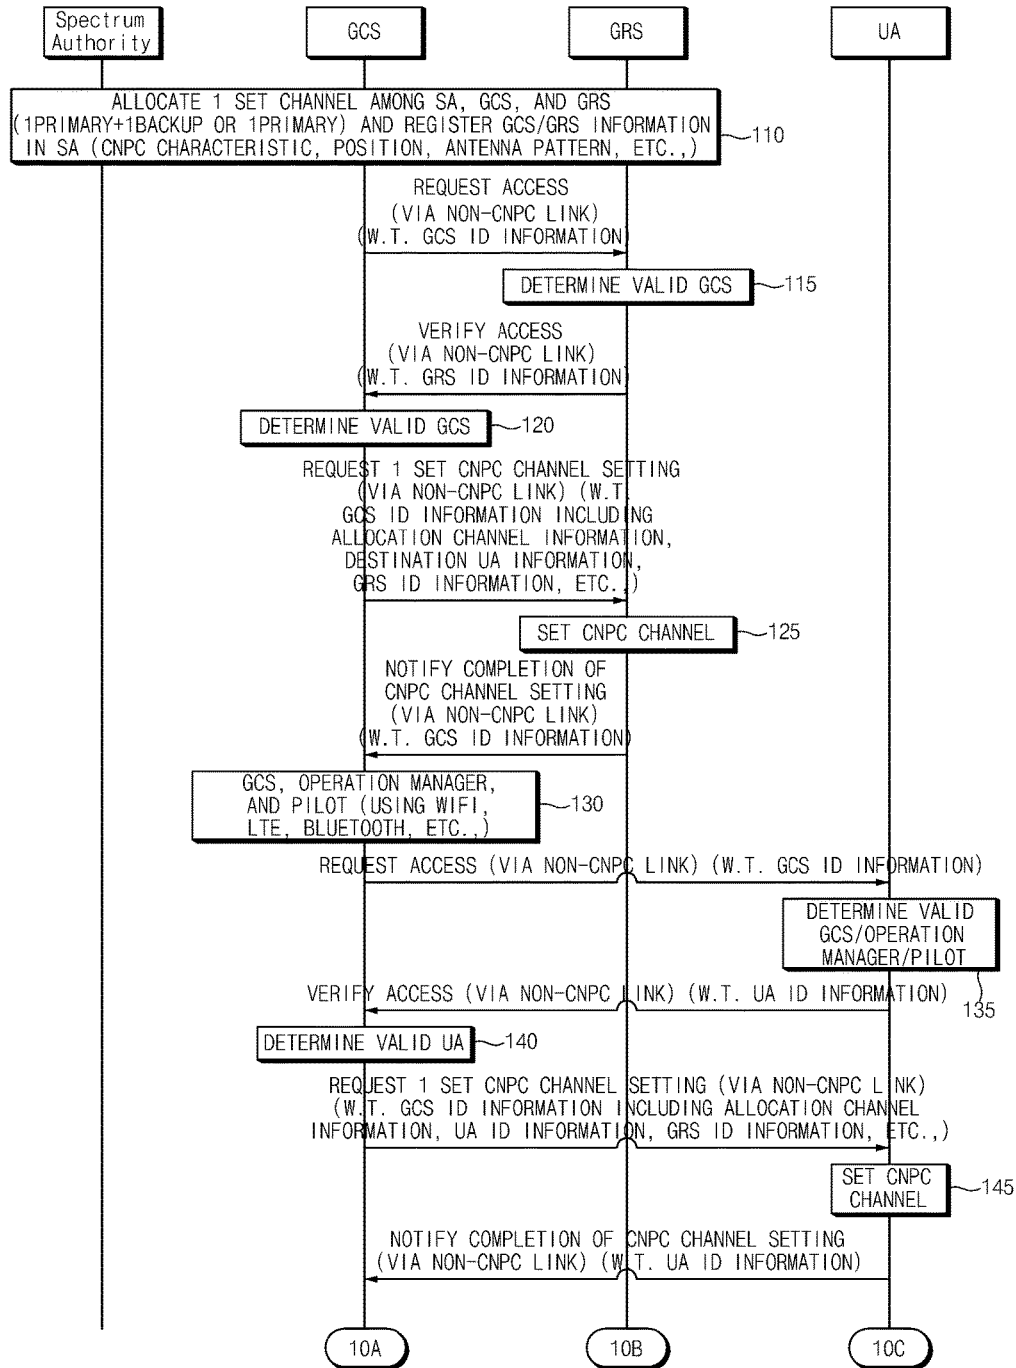 Spectrum
Authority
GCS
GRS
UA
ALLOCATE 1 SET CHANNEL AMONG SA, GCS, AND GRS
(1PRIMARY+1BACKUP OR 1PRIMARY) AND REGISTER GCS/GRS INFORMATION
IN SA (CNPC CHARACTERISTIC, POSITION, ANTENNA PATTERN, ETC.,)
110
REQUEST ACCESS
(VIA NON-CNPC LINK)
(W.T. GCS ID INFORMATION)
DETERMINE VALID GCS
115
VERIFY ACCESS
(VIA NON-CNPC LINK)
(W.T. GRS ID INFORMATION)
DETERMINE VALID GCS
120
REQUEST 1 SET CNPC CHANNEL SETTING
(VIA NON-CNPC LINK) (W.T.
GCS ID INFORMATION INCLUDING
ALLOCATION CHANNEL INFORMATION,
DESTINATION UA INFORMATION,
GRS ID INFORMATION, ETC.,)
SET CNPC CHANNEL
125
NOTIFY COMPLETION OF
CNPC CHANNEL SETTING
(VIA NON-CNPC LINK)
(W.T. GCS ID INFORMATION)
GCS, OPERATION MANAGER,
AND PILOT (USING WIFI,
LTE, BLUETOOTH, ETC.,)
130
REQUEST ACCESS (VIA NON-CNPC LINK) (W.T. GCS ID INFORMATION)
DETERMINE VALID
GCS/OPERATION
MANAGER/PILOT
135
VERIFY ACCESS (VIA NON-CNPC LINK) (W.T. UA ID INFORMATION)
DETERMINE VALID UA
140
REQUEST 1 SET CNPC CHANNEL SETTING (VIA NON-CNPC LINK)
(W.T. GCS ID INFORMATION INCLUDING ALLOCATION CHANNEL
INFORMATION, UA ID INFORMATION, GRS ID INFORMATION, ETC.,)
SET CNPC
CHANNEL
145
NOTIFY COMPLETION OF CNPC CHANNEL SETTING
(VIA NON-CNPC LINK) (W.T. UA ID INFORMATION)
10A
10B
10C